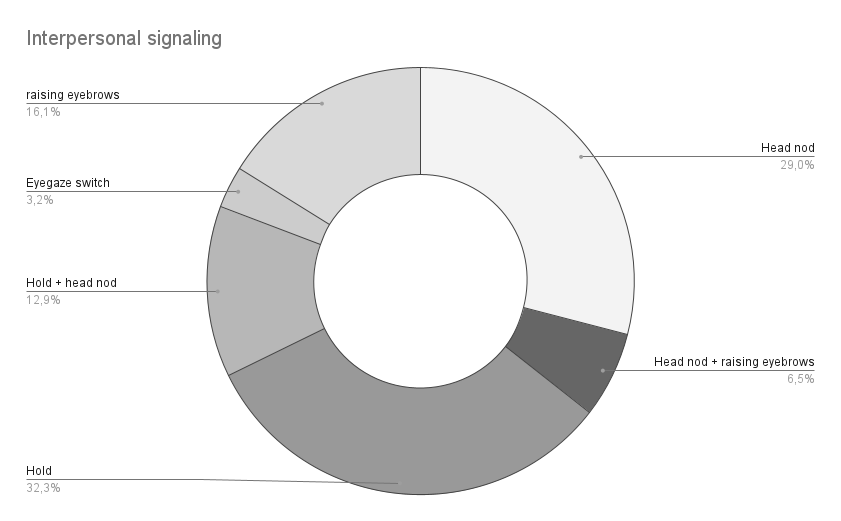 Interpersonal signaling
raising eyebrows
16,1%
Head nod
29,0%
Eyegaze switch
3,2%
Hold + head nod
12,9%
Head nod + raising eyebrows
6,5%
Hold
32,3%